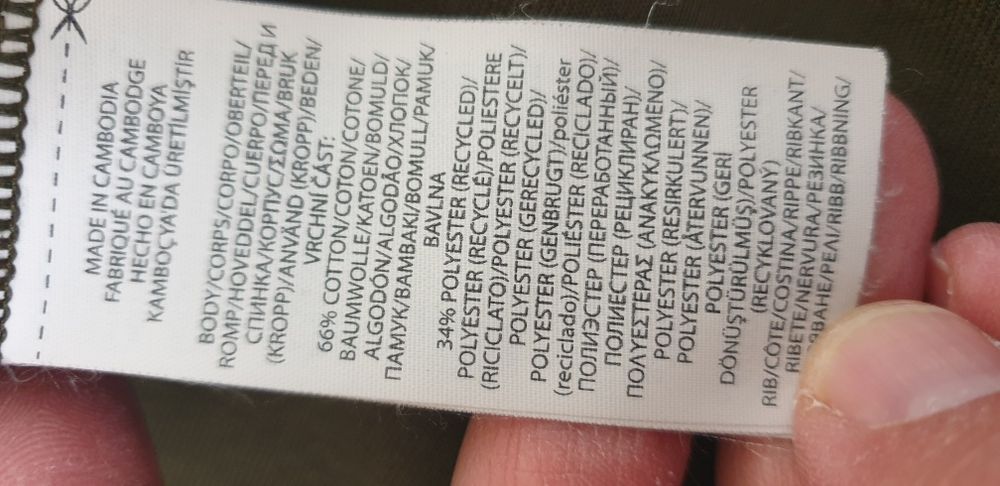 MADE IN CAMBODIA
FABRIQUÉ AU CAMBODGE
HECHO EN CAMBOYA
KAMBOÇYA'DA ÜRETİLMİŞTİR
BODY/CORPS/CORPO/OBERTEIL/
ROMP/HOVEDDEL/CUERPO/ПЕРЕД И
СПИНКА/КОРПУС/ΣΩΜΑ/BRUK
(KROPP)/ANVÄND (KROPP)/BEDEN/
VRCHNÍ ČÁST:
66% COTTON/COTON/COTONE/
BAUMWOLLE/KATOEN/BOMULD/
ALGODÓN/ALGODÃO/ХЛОПОК/
ПАМУК/ΒΑΜΒΑΚΙ/BOMULL/PAMUK/
BAVLNA
34% POLYESTER (RECYCLED)/
POLYESTER (RECYCLÉ)/POLIESTERE
(RICICLATO)/POLYESTER (RECYCELT)/
POLYESTER (GERECYCLED)/
POLYESTER (GENBRUGT)/poliéster
(reciclado)/POLIÉSTER (RECICLADO)/
ПОЛИЭСТЕР (ПЕРЕРАБОТАННЫЙ)/
ПОЛИЕСТЕР (РЕЦИКЛИРАН)/
ΠΟΛΥΕΣΤΕΡΑΣ (ΑΝΑΚΥΚΛΩΜΕΝΟ)/
POLYESTER (RESIRKULERT)/
POLYESTER (ÅTERVUNNEN)/
POLYESTER (GERİ
DÖNÜŞTÜRÜLMÜŞ)/POLYESTER
(RECYKLOVANÝ)
RIB/CÔTE/COSTINA/RIPPE/RIBKANT/
RIBETE/NERVURA/РЕЗИНКА/
ΡΕΛΙ/RIBB/RIBBNING/